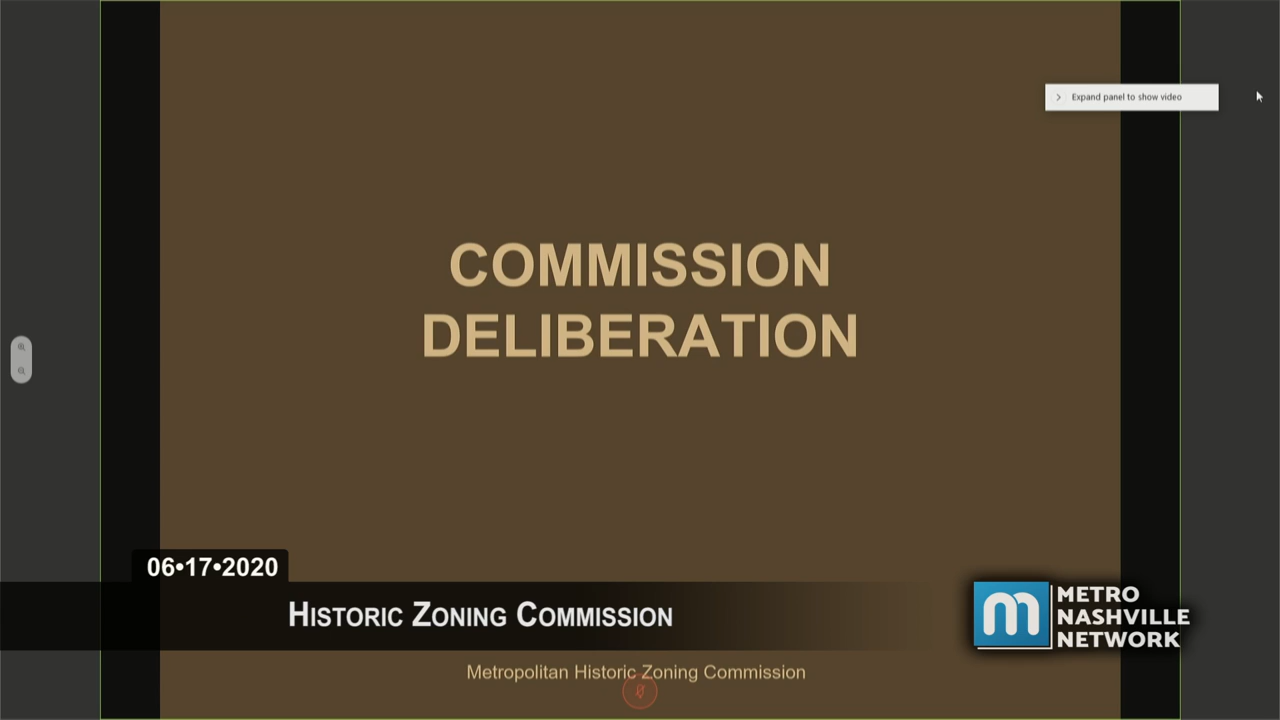 Expand panel to show video
COMMISSION
DELIBERATION
06•17•2020
HISTORIC ZONING COMMISSION
m METRO
NASHVILLE
NETWORK
Metropolitan Historic Zoning Commission